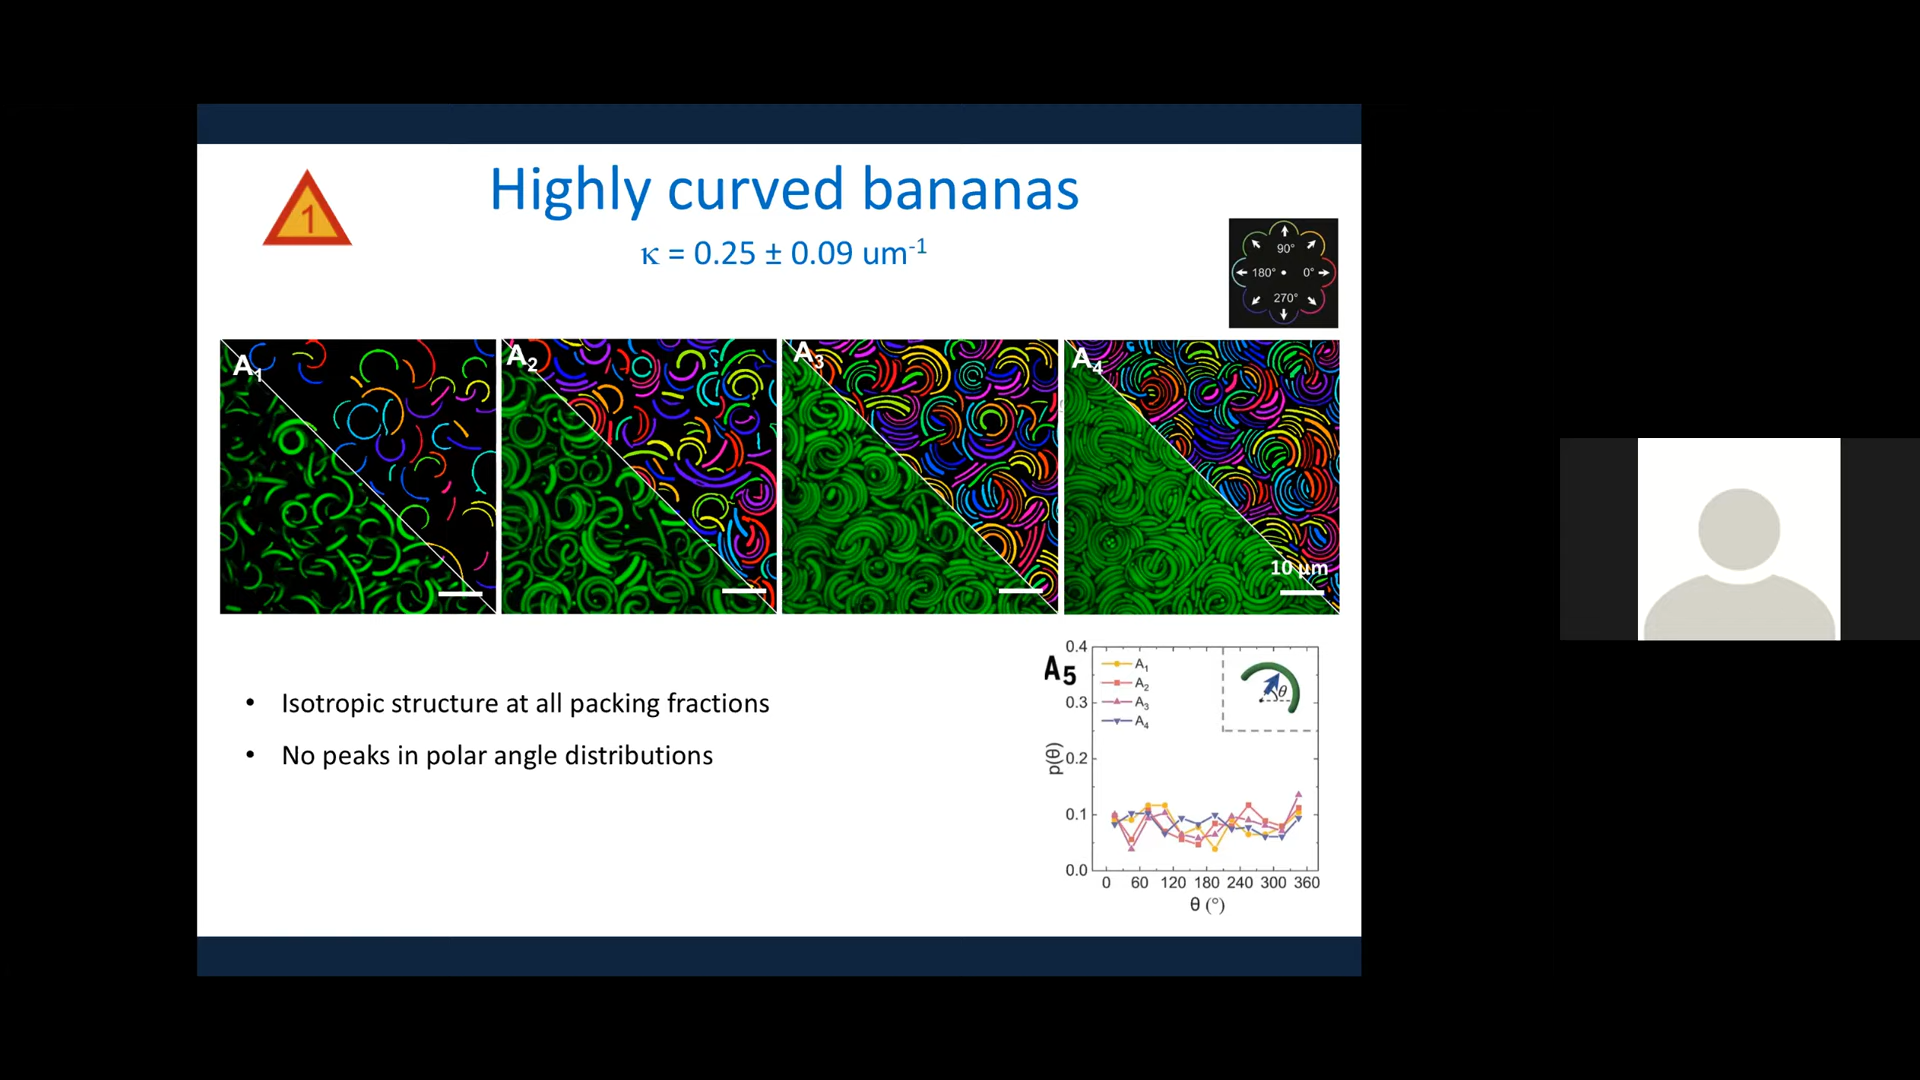 1
Highly curved bananas
κ = 0.25 ± 0.09 um⁻¹
90°
180° 0°
270°
A₁
A₂
A₃
A₄
10 μm
• Isotropic structure at all packing fractions
• No peaks in polar angle distributions
A5
0.4
0.3
0.2
0.1
0.0
p(θ)
A₁
A₂
A₃
A₄
θ
0 60 120 180 240 300 360
θ (°)